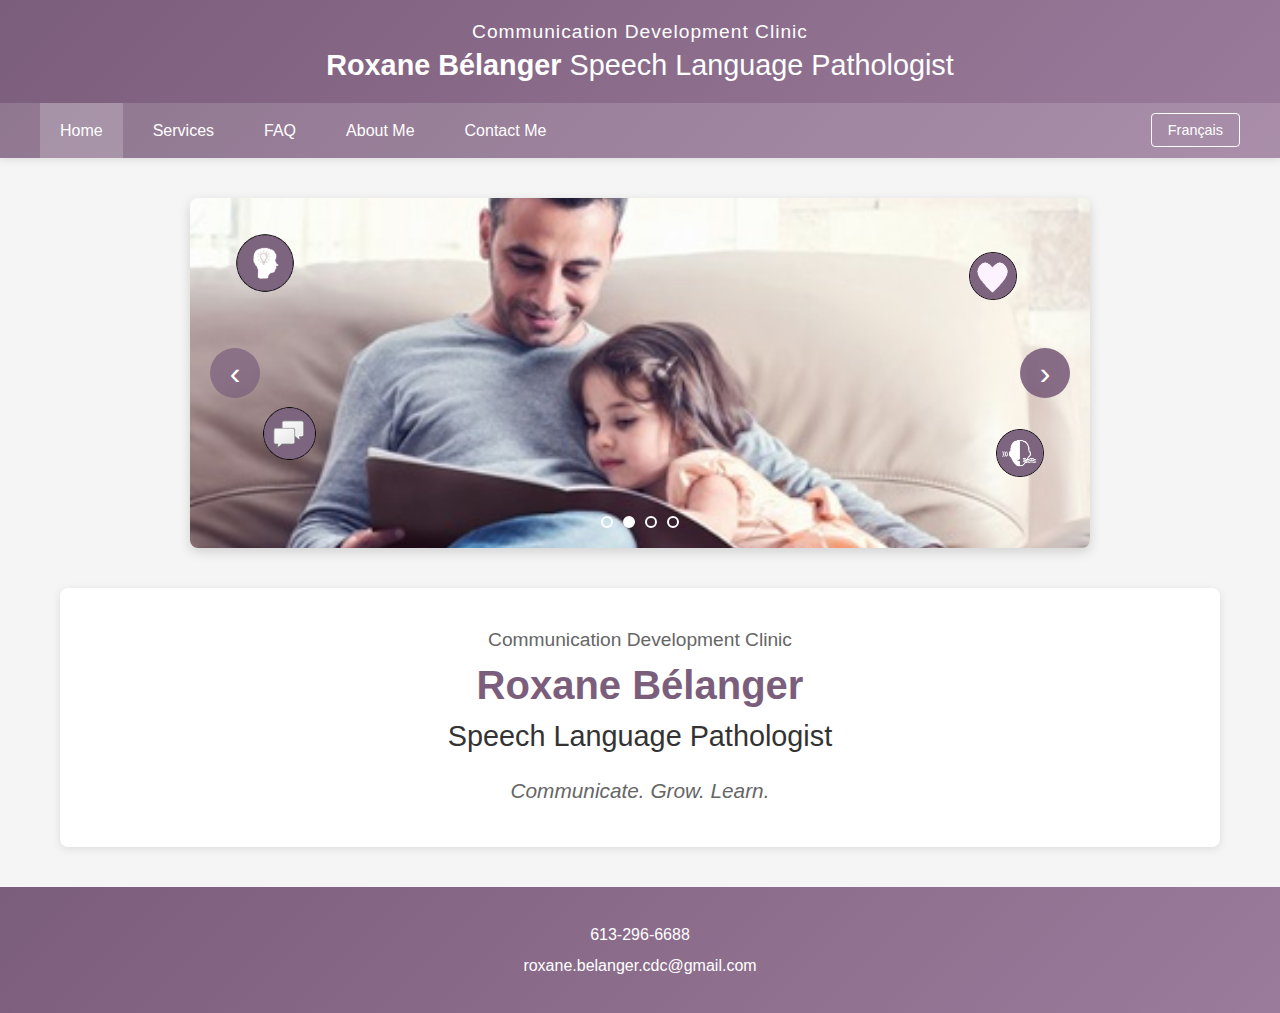 Communication Development Clinic
Roxane Bélanger Speech Language Pathologist
Home Services FAQ About Me Contact Me Français
‹ ›
Communication Development Clinic
Roxane Bélanger
Speech Language Pathologist
Communicate. Grow. Learn.
613-296-6688
roxane.belanger.cdc@gmail.com